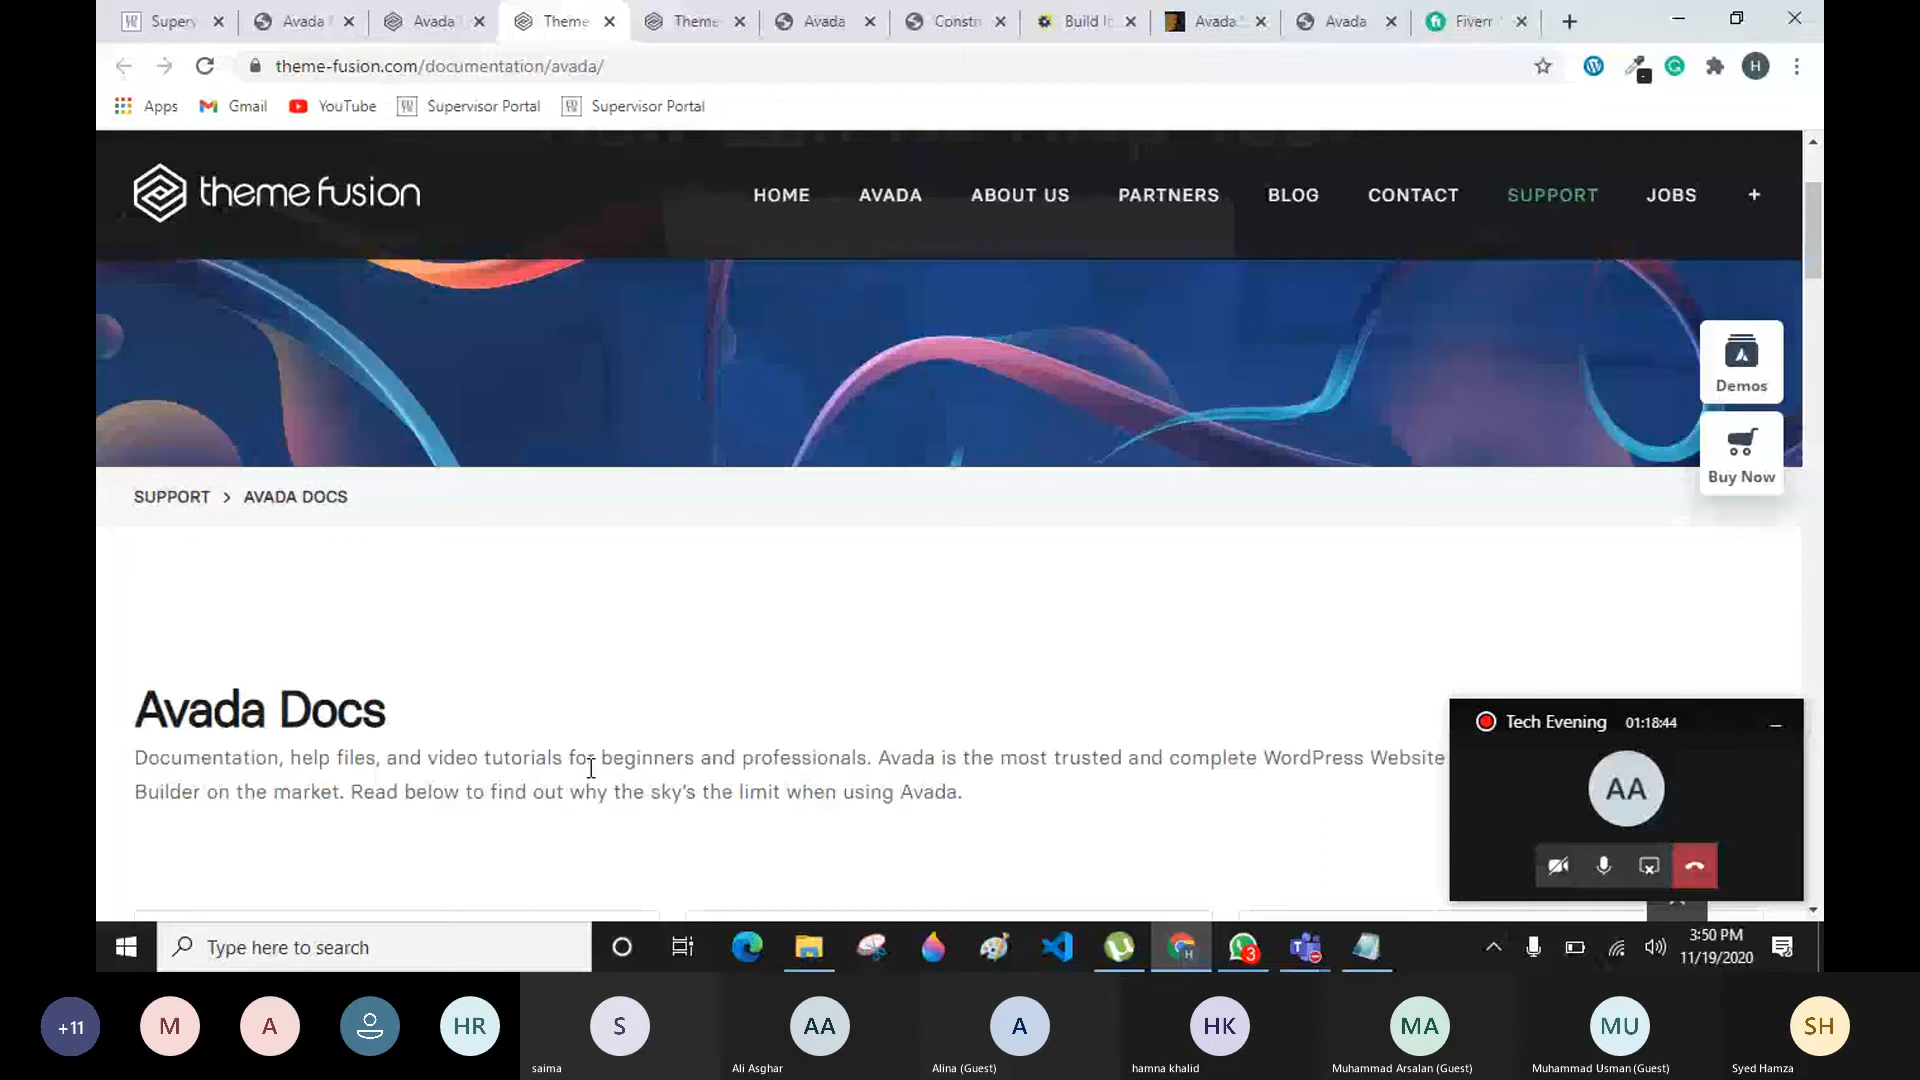 Superv
Avada
Avada
Theme
Theme
Avada
Constr
Build I
Avada
Avada
Fiverr
theme-fusion.com/documentation/avada/
H
Apps
Gmail
YouTube
Supervisor Portal
Supervisor Portal
theme fusion
HOME
AVADA
ABOUT US
PARTNERS
BLOG
CONTACT
SUPPORT
JOBS
+
Demos
Buy Now
SUPPORT > AVADA DOCS
Avada Docs
Documentation, help files, and video tutorials for beginners and professionals. Avada is the most trusted and complete WordPress Website
Builder on the market. Read below to find out why the sky's the limit when using Avada.
Tech Evening 01:18:44
AA
Type here to search
3
3:50 PM
11/19/2020
+11
M
A
HR
S
AA
A
HK
MA
MU
SH
saima
Ali Asghar
Alina (Guest)
hamna khalid
Muhammad Arsalan (Guest)
Muhammad Usman (Guest)
Syed Hamza